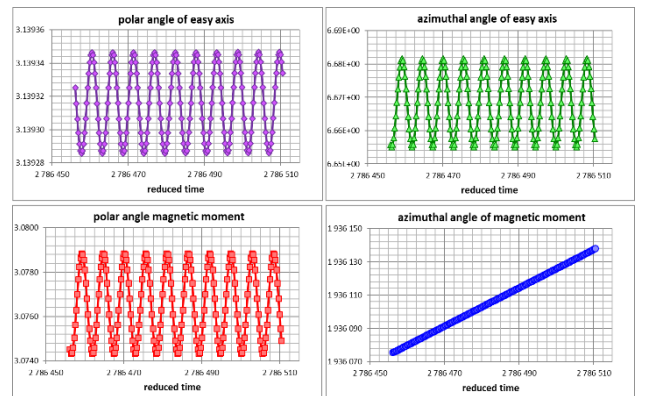 polar angle of easy axis
3.13936
3.13934
3.13932
3.13930
3.13928
2 786 450
2 786 470
2 786 490
2 786 510
reduced time
azimuthal angle of easy axis
6.69E+00
6.68E+00
6.67E+00
6.66E+00
6.65E+00
2 786 450
2 786 470
2 786 490
2 786 510
reduced time
polar angle magnetic moment
3.0800
3.0780
3.0760
3.0740
2 786 450
2 786 470
2 786 490
2 786 510
reduced time
azimuthal angle of magnetic moment
1 936 150
1 936 130
1 936 110
1 936 090
1 936 070
2 786 450
2 786 470
2 786 490
2 786 510
reduced time